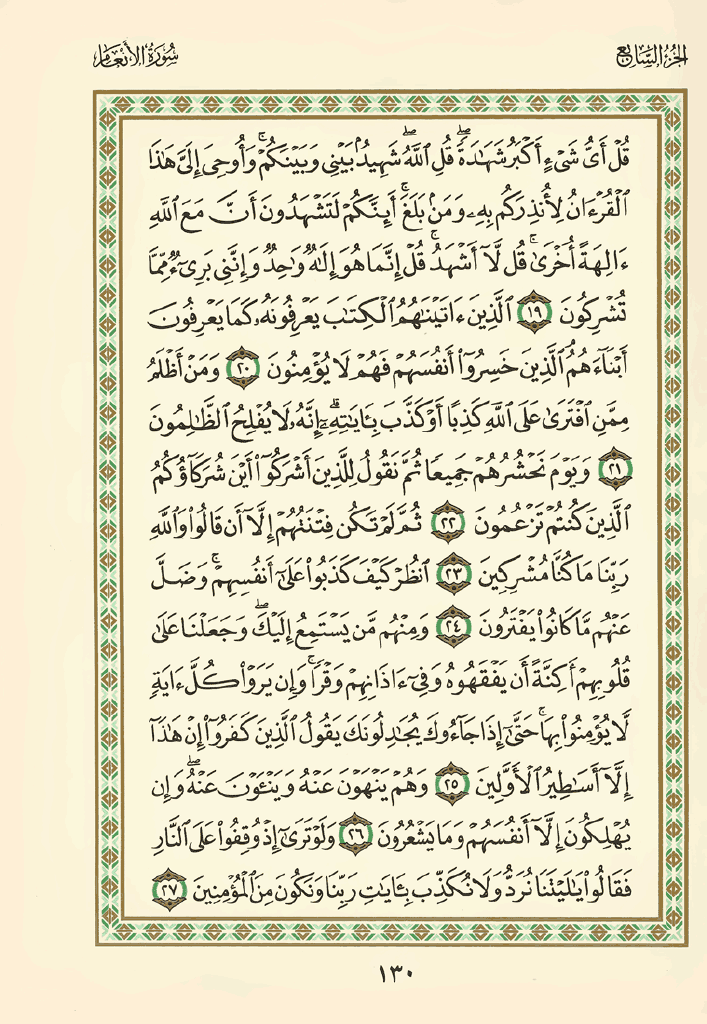 الجزء السابع
سورة الأنعام
قُلْ أَىُّ شَىْءٍ أَكْبَرُ شَهَٰدَةً ۖ قُلِ ٱللَّهُ ۖ شَهِيدٌۢ بَيْنِى وَبَيْنَكُمْ ۚ وَأُوحِىَ إِلَىَّ هَٰذَا
ٱلْقُرْءَانُ لِأُنذِرَكُم بِهِۦ وَمَنۢ بَلَغَ ۚ أَئِنَّكُمْ لَتَشْهَدُونَ أَنَّ مَعَ ٱللَّهِ
ءَالِهَةً أُخْرَىٰ ۚ قُل لَّآ أَشْهَدُ ۚ قُلْ إِنَّمَا هُوَ إِلَٰهٌ وَٰحِدٌ وَإِنَّنِى بَرِىٓءٌ مِّمَّا
تُشْرِكُونَ ١٩ ٱلَّذِينَ ءَاتَيْنَٰهُمُ ٱلْكِتَٰبَ يَعْرِفُونَهُۥ كَمَا يَعْرِفُونَ
أَبْنَآءَهُمُ ٱلَّذِينَ خَسِرُوٓا۟ أَنفُسَهُمْ فَهُمْ لَا يُؤْمِنُونَ ٢٠ وَمَنْ أَظْلَمُ
مِمَّنِ ٱفْتَرَىٰ عَلَى ٱللَّهِ كَذِبًا أَوْ كَذَّبَ بِـَٔايَٰتِهِۦٓ ۗ إِنَّهُۥ لَا يُفْلِحُ ٱلظَّٰلِمُونَ
٢١ وَيَوْمَ نَحْشُرُهُمْ جَمِيعًا ثُمَّ نَقُولُ لِلَّذِينَ أَشْرَكُوٓا۟ أَيْنَ شُرَكَآؤُكُمُ
ٱلَّذِينَ كُنتُمْ تَزْعُمُونَ ٢٢ ثُمَّ لَمْ تَكُن فِتْنَتُهُمْ إِلَّآ أَن قَالُوا۟ وَٱللَّهِ
رَبِّنَا مَا كُنَّا مُشْرِكِينَ ٢٣ ٱنظُرْ كَيْفَ كَذَبُوا۟ عَلَىٰٓ أَنفُسِهِمْ ۚ وَضَلَّ
عَنْهُم مَّا كَانُوا۟ يَفْتَرُونَ ٢٤ وَمِنْهُم مَّن يَسْتَمِعُ إِلَيْكَ ۖ وَجَعَلْنَا عَلَىٰ
قُلُوبِهِمْ أَكِنَّةً أَن يَفْقَهُوهُ وَفِىٓ ءَاذَانِهِمْ وَقْرًا ۚ وَإِن يَرَوْا۟ كُلَّ ءَايَةٍ
لَّا يُؤْمِنُوا۟ بِهَا ۚ حَتَّىٰٓ إِذَا جَآءُوكَ يُجَٰدِلُونَكَ يَقُولُ ٱلَّذِينَ كَفَرُوٓا۟ إِنْ هَٰذَآ
إِلَّآ أَسَٰطِيرُ ٱلْأَوَّلِينَ ٢٥ وَهُمْ يَنْهَوْنَ عَنْهُ وَيَنْـَٔوْنَ عَنْهُ ۖ وَإِن
يُهْلِكُونَ إِلَّآ أَنفُسَهُمْ وَمَا يَشْعُرُونَ ٢٦ وَلَوْ تَرَىٰٓ إِذْ وُقِفُوا۟ عَلَى ٱلنَّارِ
فَقَالُوا۟ يَٰلَيْتَنَا نُرَدُّ وَلَا نُكَذِّبَ بِـَٔايَٰتِ رَبِّنَا وَنَكُونَ مِنَ ٱلْمُؤْمِنِينَ ٢٧
١٣٠